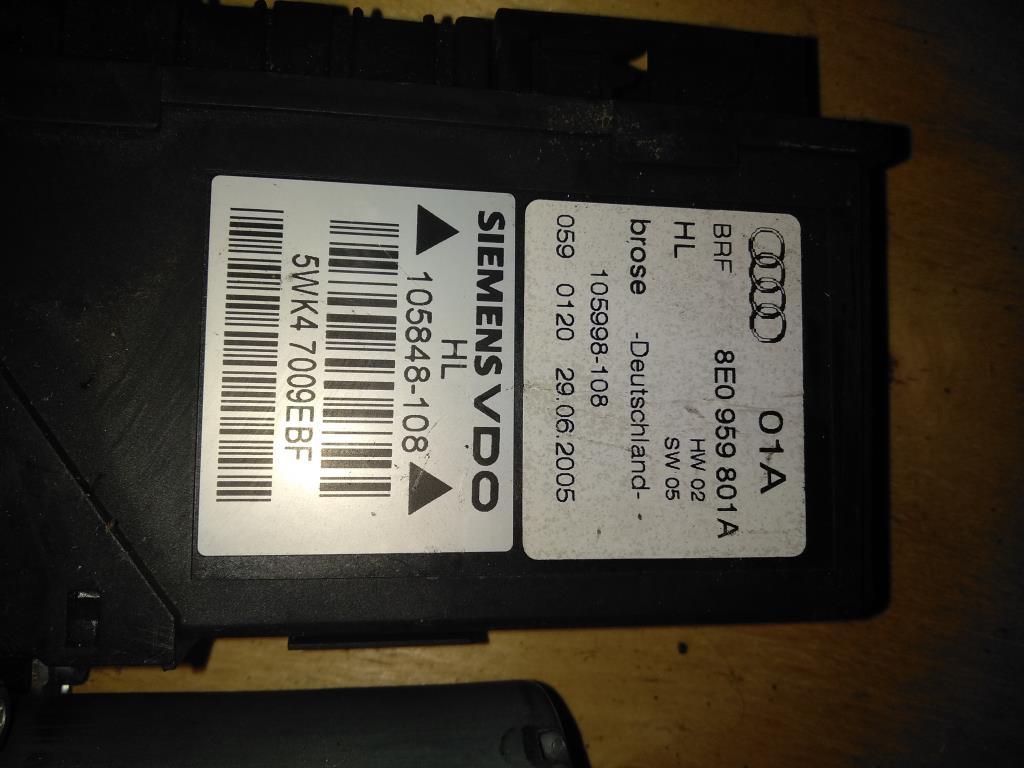 01A
BRF 8E0 959 801A
HL HW 02
SW 05
brose -Deutschland-
105998-108
059 0120 29.06.2005
SIEMENS VDO
HL
105848-108
5WK4 7009EBF